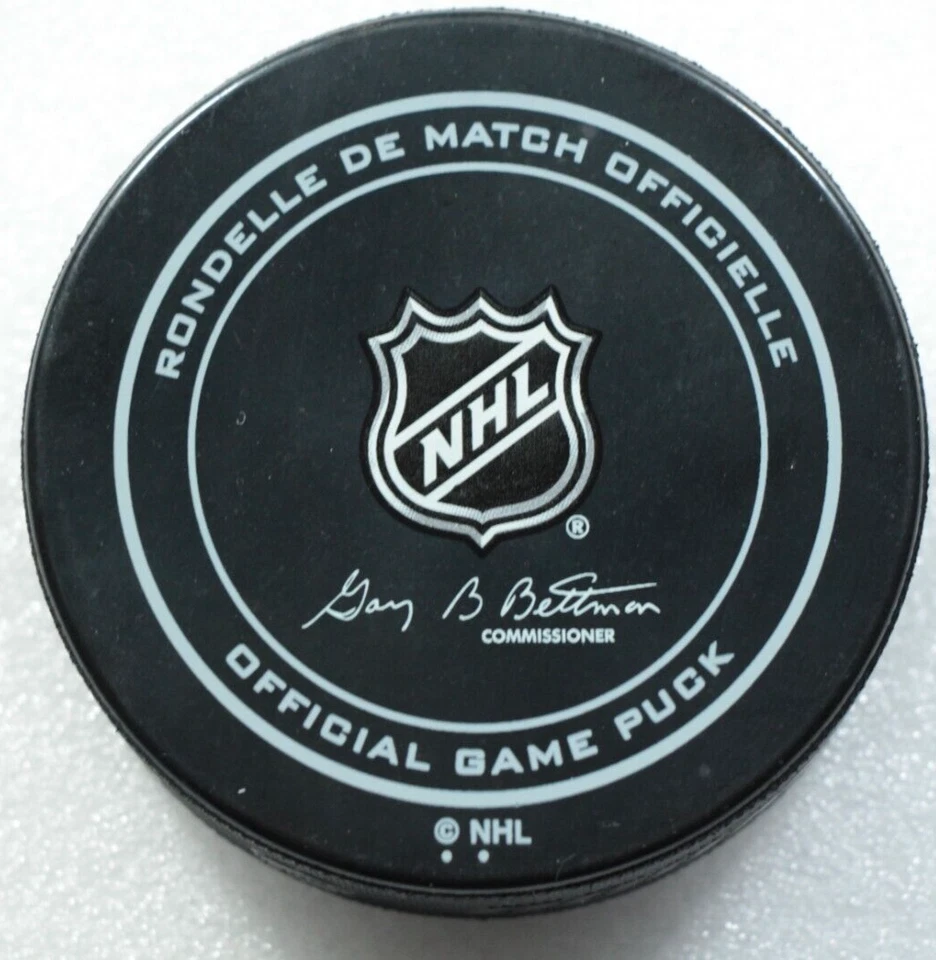 RONDELLE DE MATCH OFFICIELLE
NHL
®
Gary B Bettman
COMMISSIONER
OFFICIAL GAME PUCK
© NHL